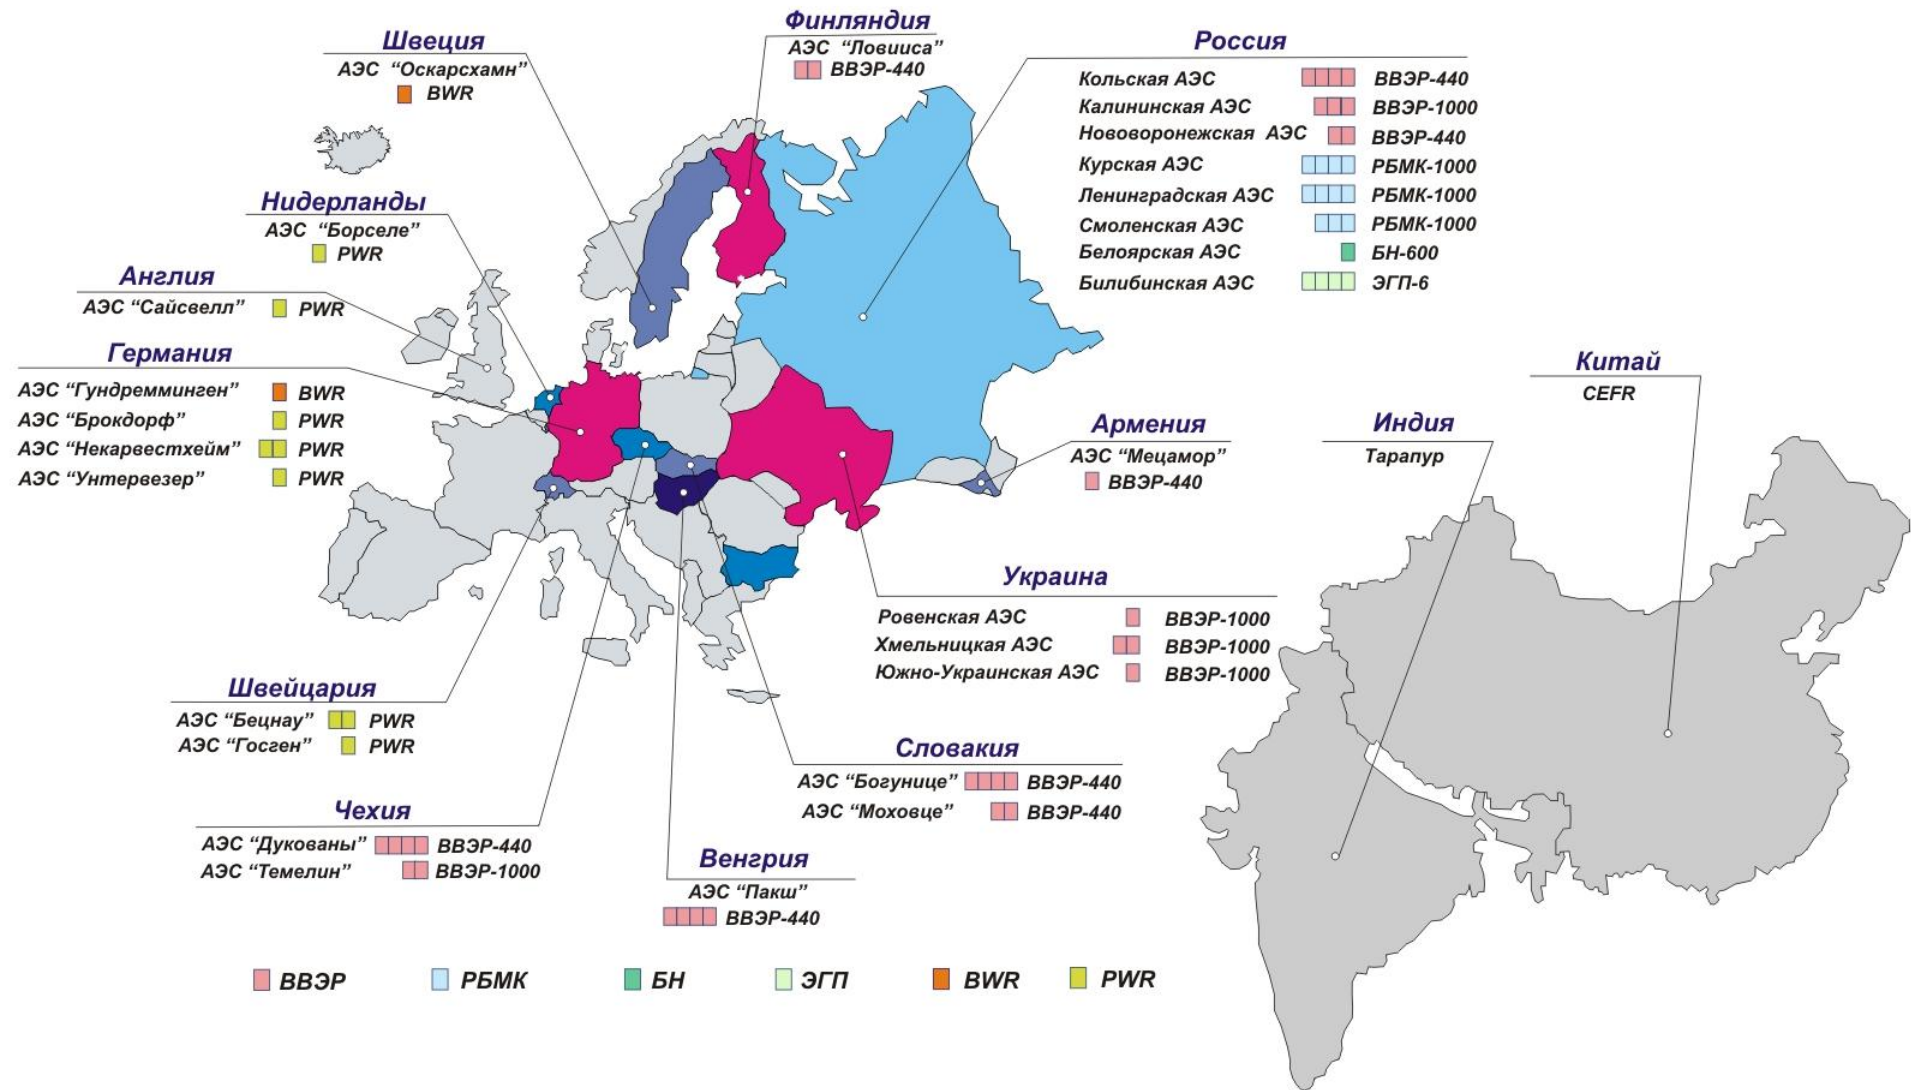 Финляндия
АЭС “Ловииса”
ВВЭР-440
Швеция
АЭС “Оскарсхамн”
BWR
Россия
Кольская АЭС ВВЭР-440
Калининская АЭС ВВЭР-1000
Нововоронежская АЭС ВВЭР-440
Курская АЭС РБМК-1000
Ленинградская АЭС РБМК-1000
Смоленская АЭС РБМК-1000
Белоярская АЭС БН-600
Билибинская АЭС ЭГП-6
Нидерланды
АЭС “Борселе”
PWR
Англия
АЭС “Сайсвелл” PWR
Германия
АЭС “Гундремминген” BWR
АЭС “Брокдорф” PWR
АЭС “Некарвестхейм” PWR
АЭС “Унтервезер” PWR
Китай
CEFR
Индия
Тарапур
Армения
АЭС “Мецамор”
ВВЭР-440
Украина
Ровенская АЭС ВВЭР-1000
Хмельницкая АЭС ВВЭР-1000
Южно-Украинская АЭС ВВЭР-1000
Швейцария
АЭС “Бецнау” PWR
АЭС “Госген” PWR
Словакия
АЭС “Богунице” ВВЭР-440
АЭС “Моховце” ВВЭР-440
Чехия
АЭС “Дукованы” ВВЭР-440
АЭС “Темелин” ВВЭР-1000
Венгрия
АЭС “Пакш”
ВВЭР-440
ВВЭР РБМК БН ЭГП BWR PWR